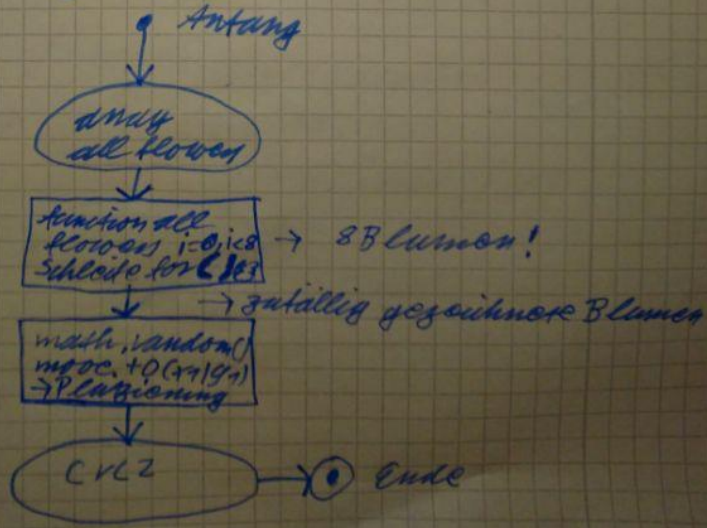 Anfang
array
all flowers
function all
flowers i=0, i<8
Schleife for () {}
→ 8 Blumen!
→ zufällig gezeichnete Blumen
math.random()
→ Platzierung
Ende